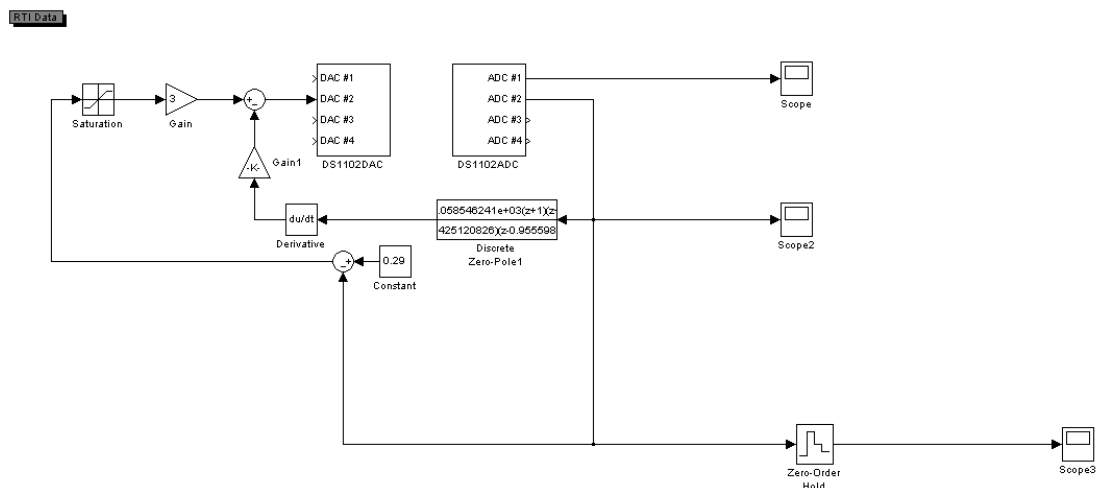 RTI Data
Saturation
3
Gain
+
-
DAC #1
DAC #2
DAC #3
DAC #4
DS1102DAC
ADC #1
ADC #2
ADC #3
ADC #4
DS1102ADC
Scope
-K-
Gain1
du/dt
Derivative
.058546241e+03(z+1)(z-
425120826)(z-0.955598
Discrete
Zero-Pole1
Scope2
-
+
0.29
Constant
Zero-Order
Hold
Scope3